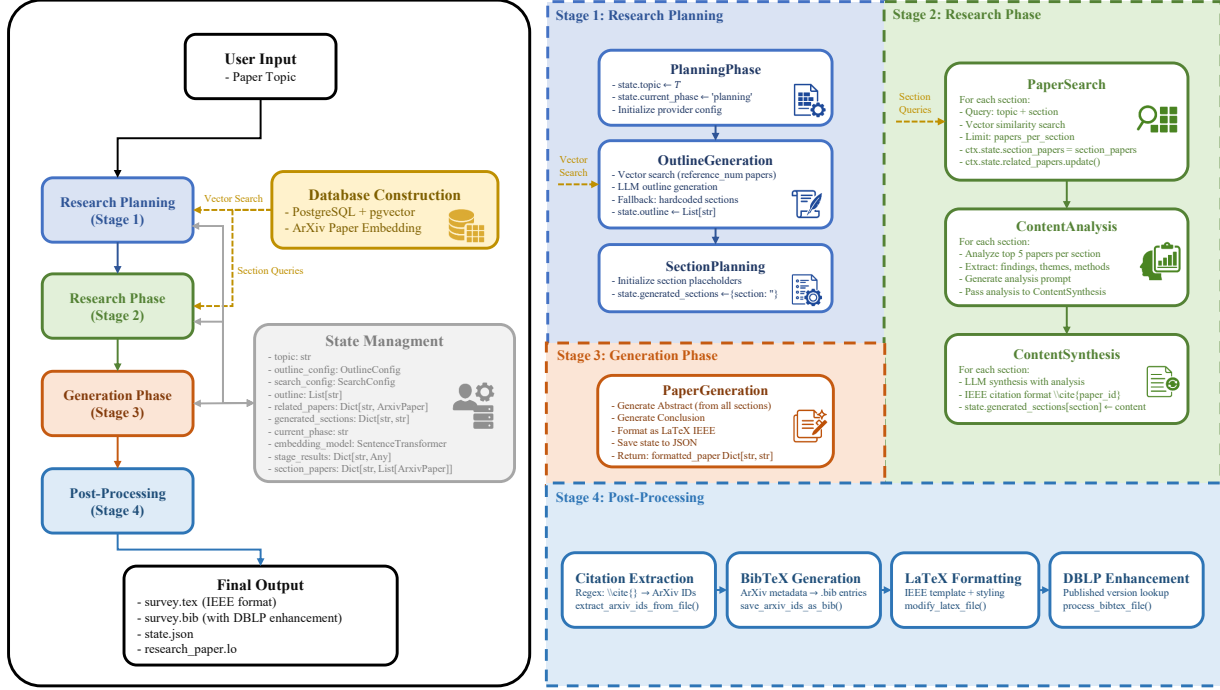 User Input
- Paper Topic
Research Planning
(Stage 1)
Vector Search
Database Construction
- PostgreSQL + pgvector
- ArXiv Paper Embedding
Section Queries
Research Phase
(Stage 2)
State Managment
- topic: str
- outline_config: OutlineConfig
- search_config: SearchConfig
- outline: List[str]
- related_papers: Dict[str, ArxivPaper]
- generated_sections: Dict[str, str]
- current_phase: str
- embedding_model: SentenceTransformer
- stage_results: Dict[str, Any]
- section_papers: Dict[str, List[ArxivPaper]]
Generation Phase
(Stage 3)
Post-Processing
(Stage 4)
Final Output
- survey.tex (IEEE format)
- survey.bib (with DBLP enhancement)
- state.json
- research_paper.lo
Stage 1: Research Planning
PlanningPhase
- state.topic ← T
- state.current_phase ← 'planning'
- Initialize provider config
Vector
Search
OutlineGeneration
- Vector search (reference_num papers)
- LLM outline generation
- Fallback: hardcoded sections
- state.outline ← List[str]
SectionPlanning
- Initialize section placeholders
- state.generated_sections ←{section: ''}
Stage 2: Research Phase
Section
Queries
PaperSearch
For each section:
- Query: topic + section
- Vector similarity search
- Limit: papers_per_section
- ctx.state.section_papers = section_papers
- ctx.state.related_papers.update()
ContentAnalysis
For each section:
- Analyze top 5 papers per section
- Extract: findings, themes, methods
- Generate analysis prompt
- Pass analysis to ContentSynthesis
ContentSynthesis
For each section:
- LLM synthesis with analysis
- IEEE citation format \\cite{paper_id}
- state.generated_sections[section] ← content
Stage 3: Generation Phase
PaperGeneration
- Generate Abstract (from all sections)
- Generate Conclusion
- Format as LaTeX IEEE
- Save state to JSON
- Return: formatted_paper Dict[str, str]
Stage 4: Post-Processing
Citation Extraction
Regex: \\cite{} → ArXiv IDs
extract_arxiv_ids_from_file()
BibTeX Generation
ArXiv metadata → .bib entries
save_arxiv_ids_as_bib()
LaTeX Formatting
IEEE template + styling
modify_latex_file()
DBLP Enhancement
Published version lookup
process_bibtex_file()